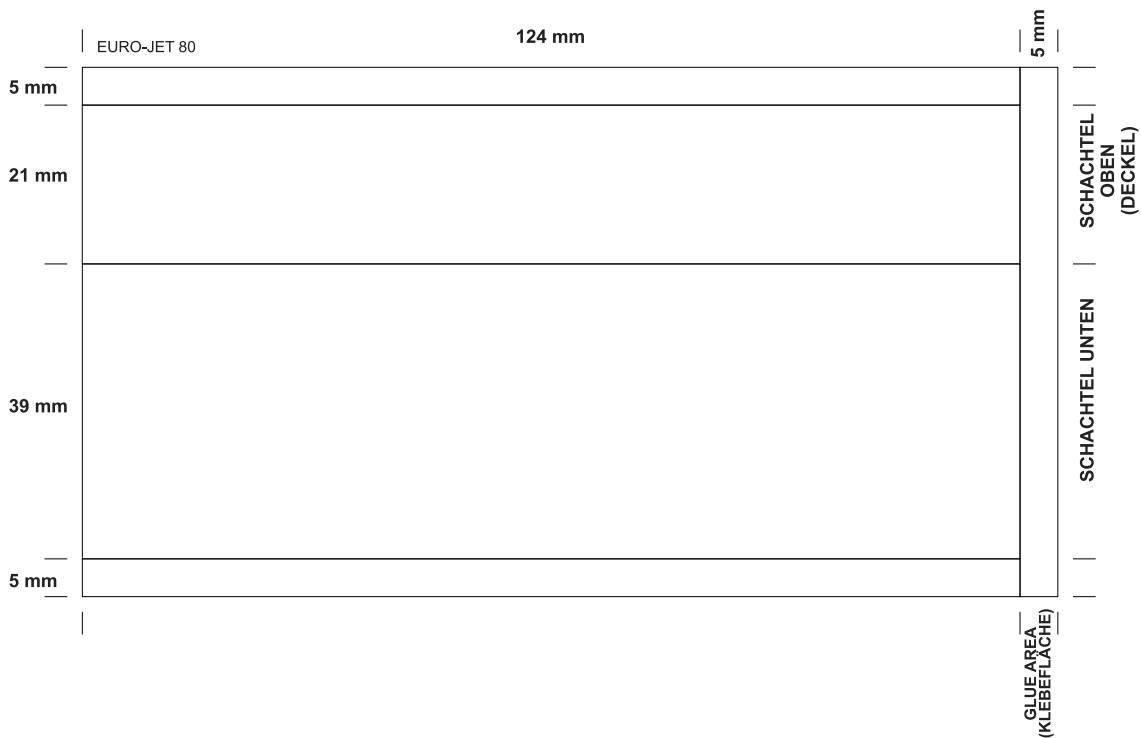 124 mm
5 mm
EURO-JET 80
5 mm
21 mm
SCHACHTEL
OBEN
(DECKEL)
39 mm
SCHACHTEL UNTEN
5 mm
GLUE AREA
(KLEBEFLÄCHE)